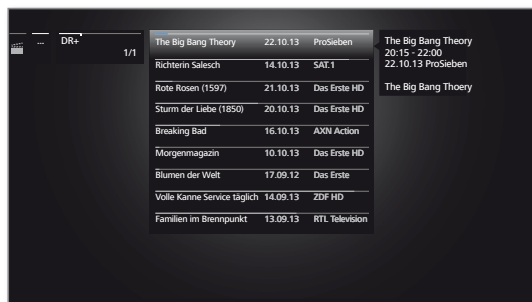 ...
DR+
1/1
The Big Bang Theory 22.10.13 ProSieben
Richterin Salesch 14.10.13 SAT.1
Rote Rosen (1597) 21.10.13 Das Erste HD
Sturm der Liebe (1850) 20.10.13 Das Erste HD
Breaking Bad 16.10.13 AXN Action
Morgenmagazin 10.10.13 Das Erste HD
Blumen der Welt 17.09.12 Das Erste
Volle Kanne Service täglich 14.09.13 ZDF HD
Familien im Brennpunkt 13.09.13 RTL Television
The Big Bang Theory
20:15 - 22:00
22.10.13 ProSieben
The Big Bang Thoery